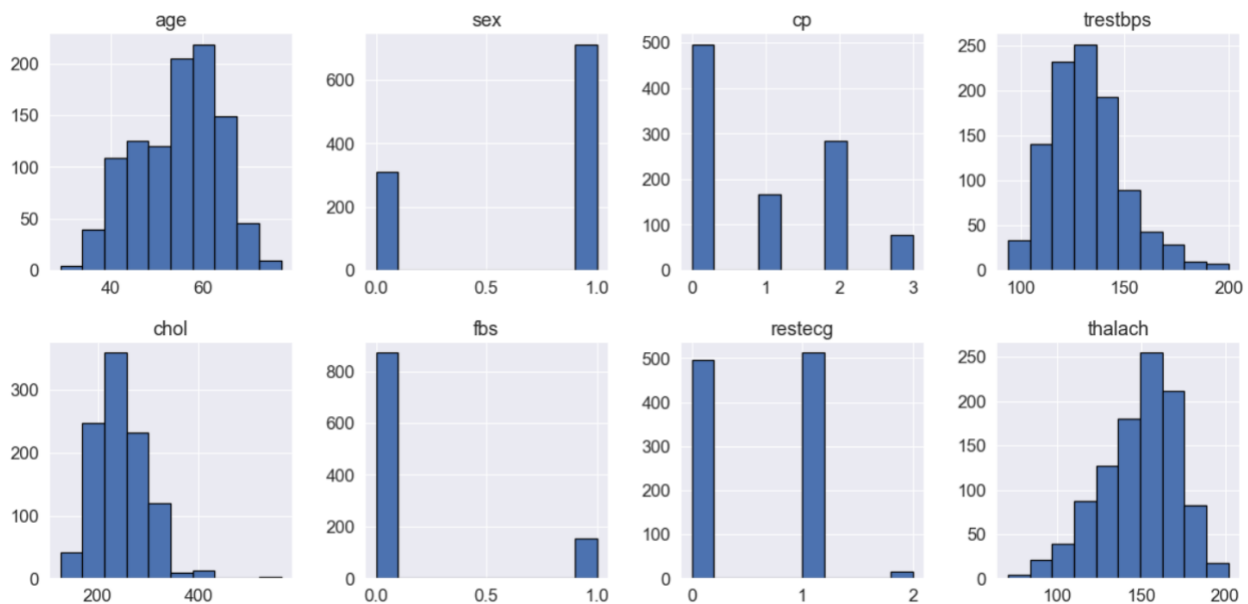 age sex cp trestbps
200 600 500 250
150 400 400 200
100 200 300 150
50 0 200 100
0 100 50
0 0
40 60 0.0 0.5 1.0 0 1 2 3 100 150 200
chol fbs restecg thalach
300 800 500 250
200 600 400 200
100 400 300 150
0 200 200 100
0 100 50
0 0
200 400 0.0 0.5 1.0 0 1 2 100 150 200